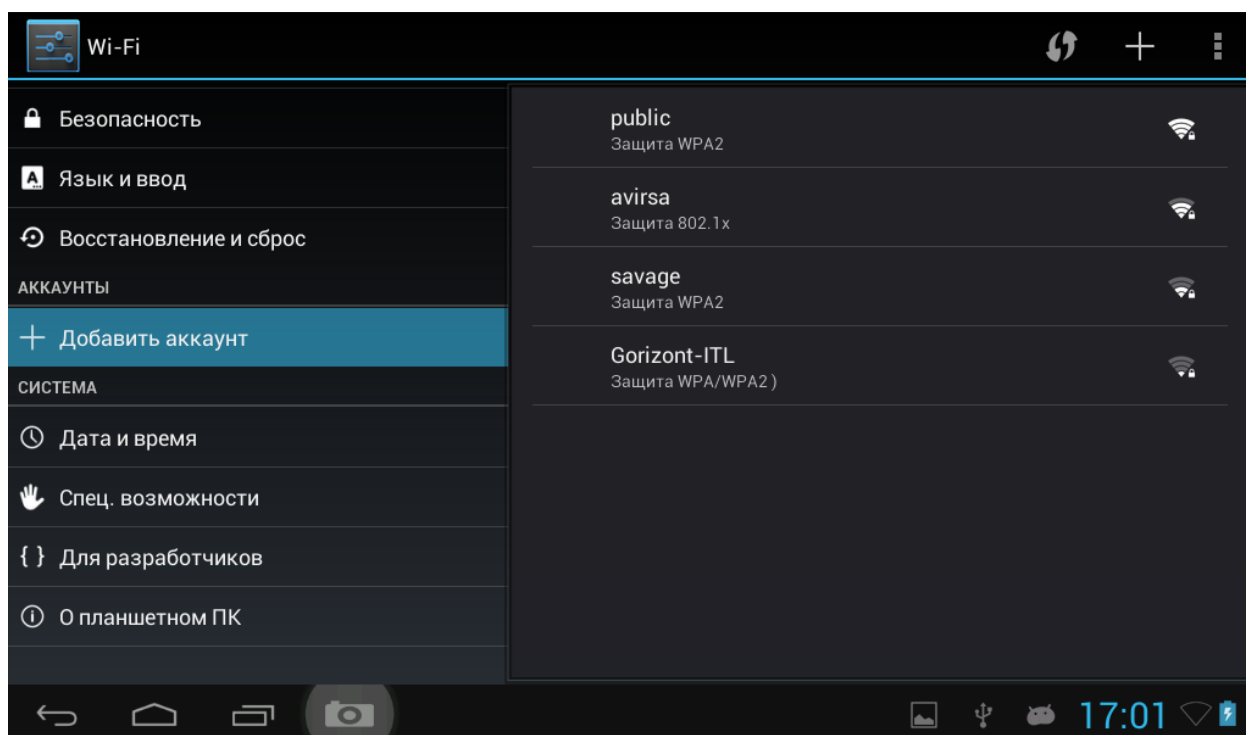 Wi-Fi
Безопасность
Язык и ввод
Восстановление и сброс
АККАУНТЫ
Добавить аккаунт
СИСТЕМА
Дата и время
Спец. возможности
{ } Для разработчиков
О планшетном ПК
public
Защита WPA2
avirsa
Защита 802.1x
savage
Защита WPA2
Gorizont-ITL
Защита WPA/WPA2 )
17:01